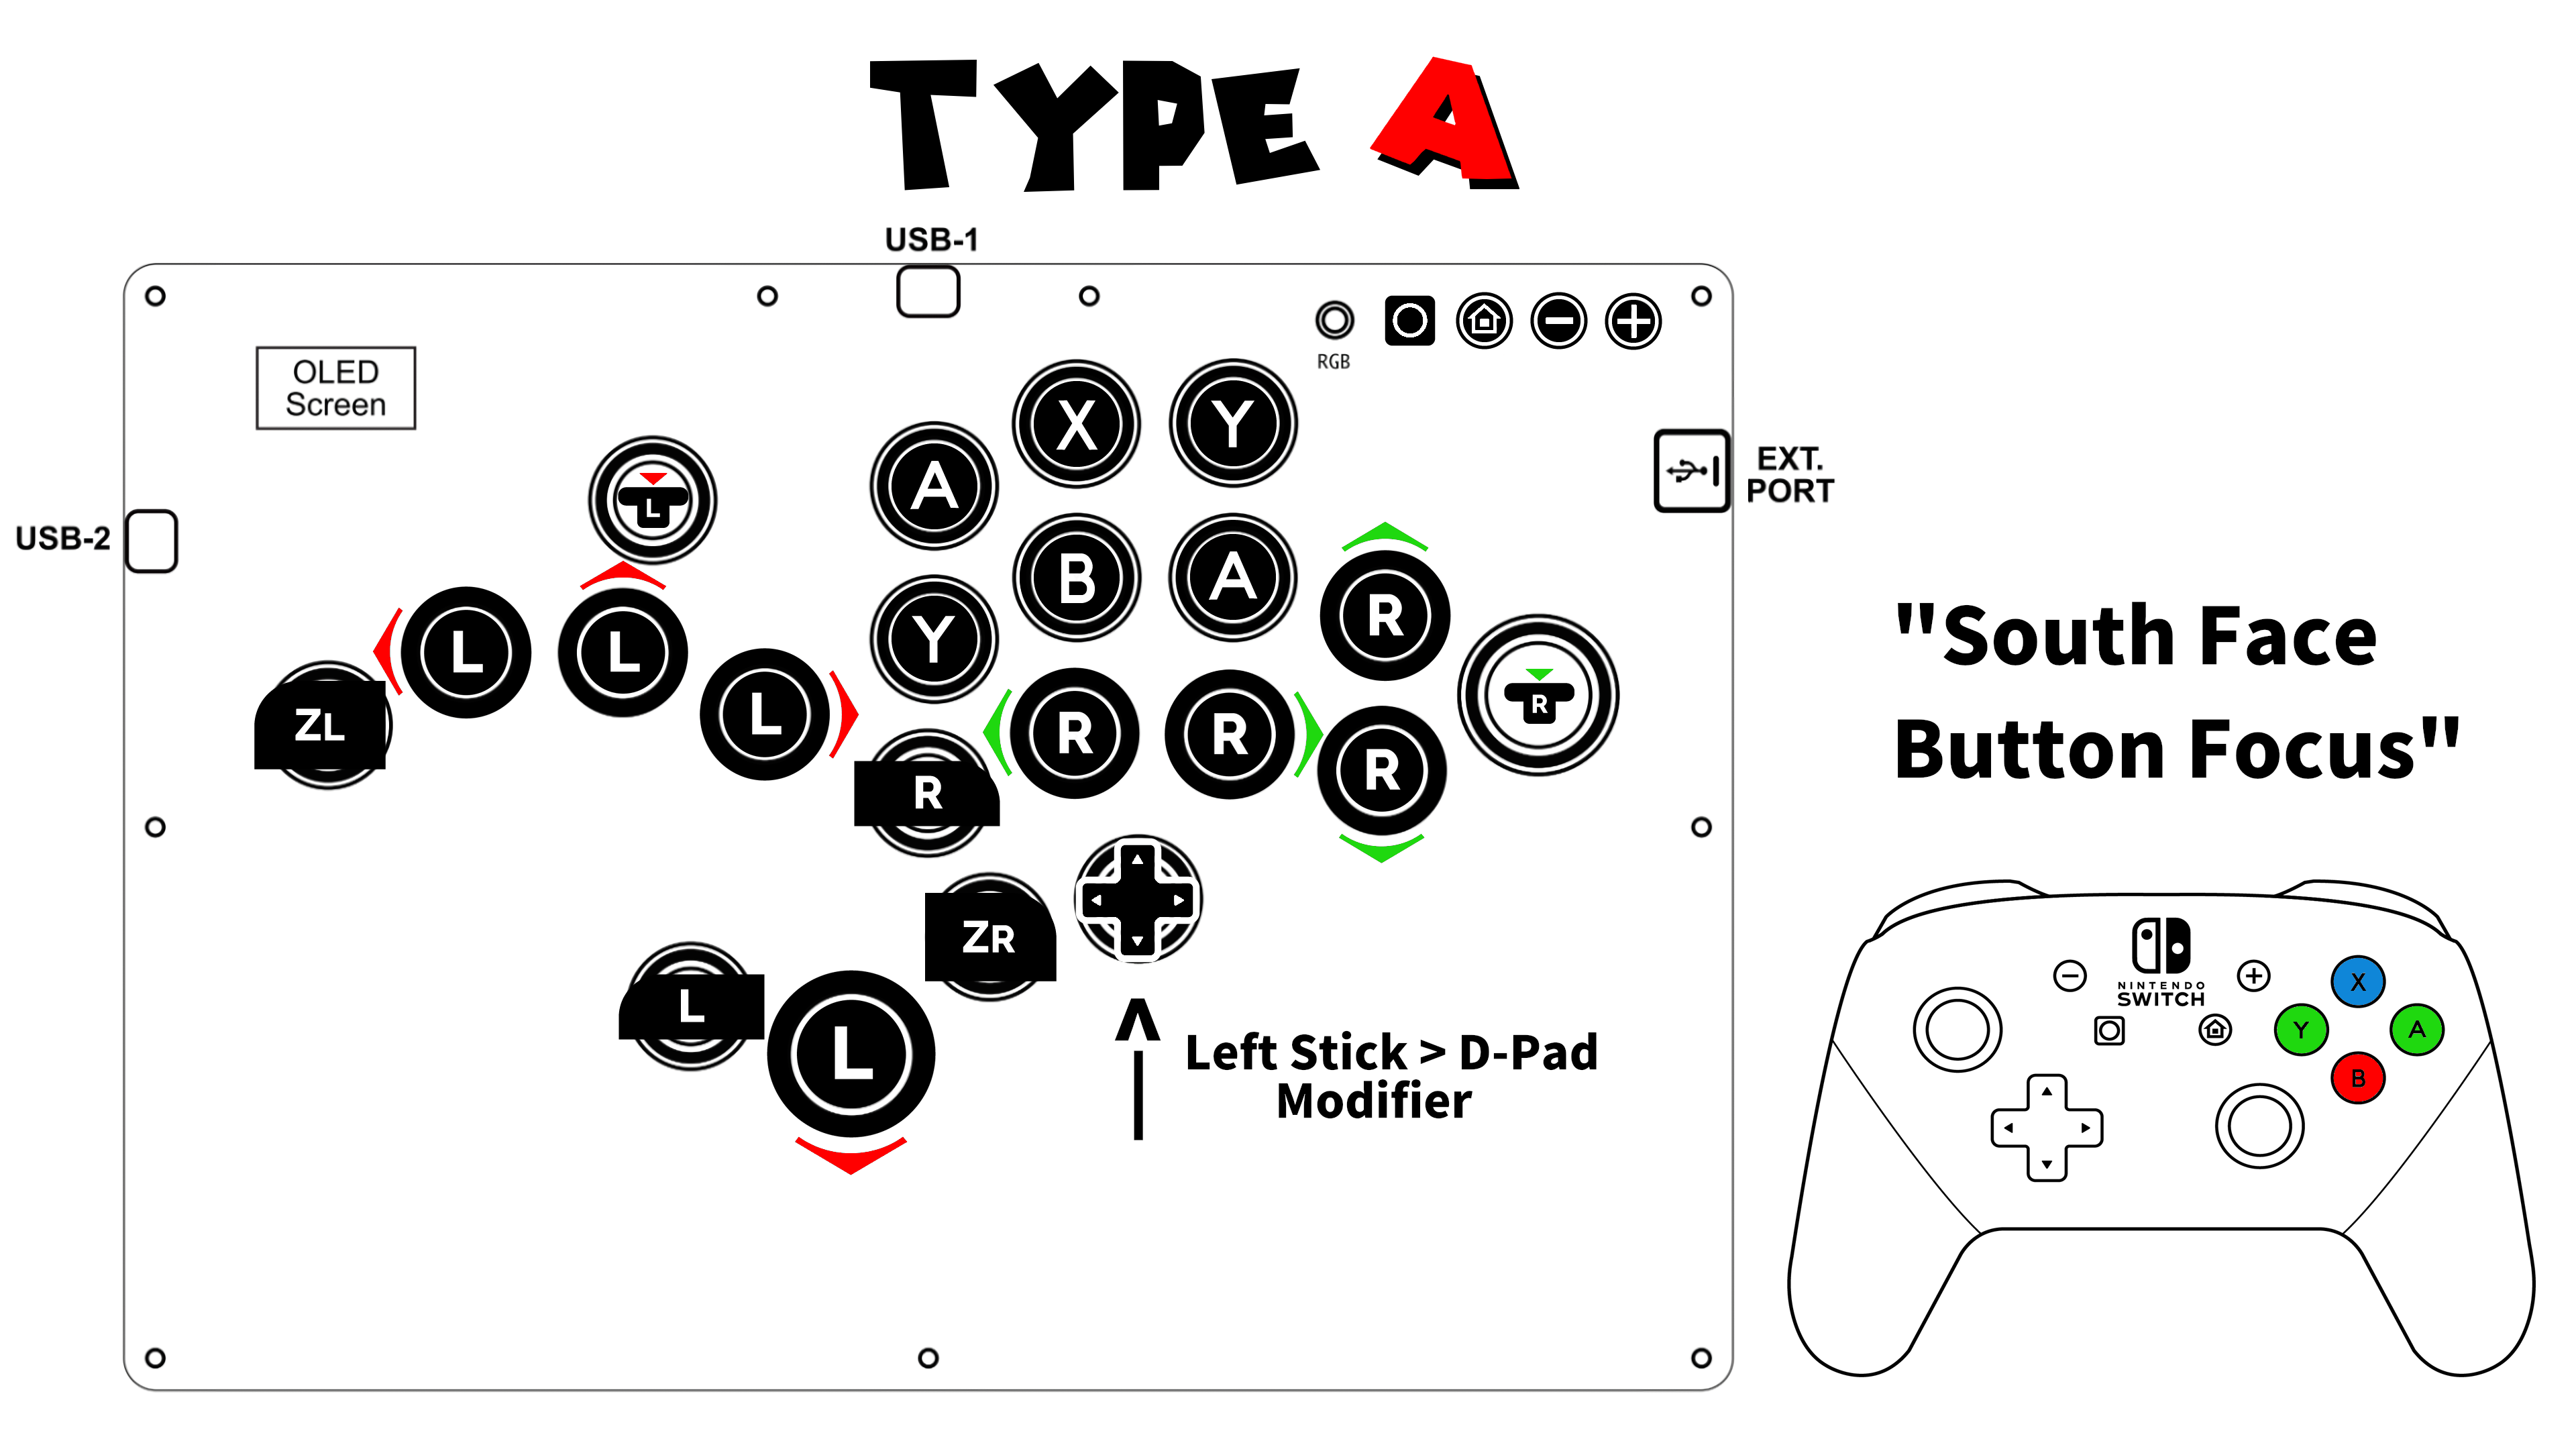 TYPE A
USB-1
RGB
OLED
Screen
X
Y
A
EXT.
PORT
L
USB-2
B
A
R
Y
L
L
L
R
R
R
R
ZL
R
ZR
L
L
Left Stick > D-Pad
Modifier
"South Face
Button Focus"
NINTENDO
SWITCH
X
Y
A
B